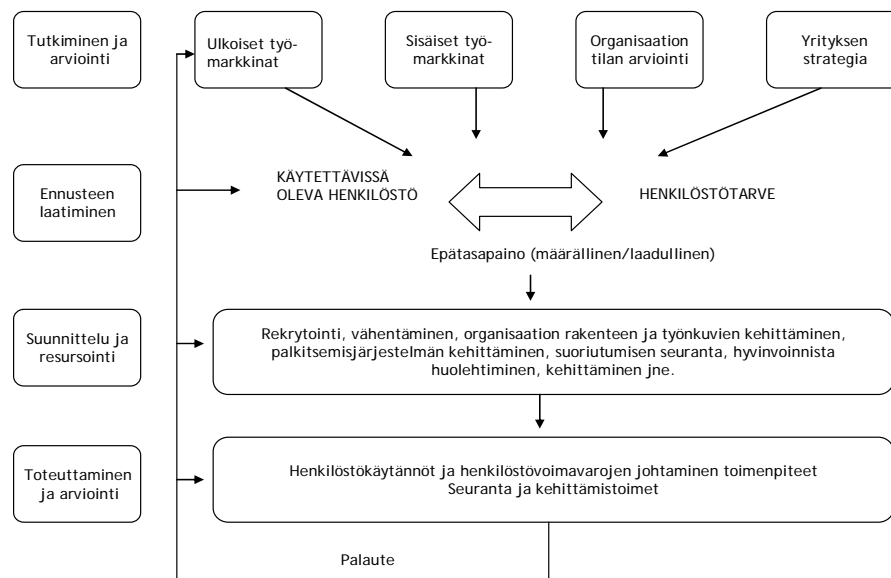 Tutkiminen ja
arviointi
Ulkoiset työ-
markkinat
Sisäiset työ-
markkinat
Organisaation
tilan arviointi
Yrityksen
strategia
Ennusteen
laatiminen
KÄYTETTÄVISSÄ
OLEVA HENKILÖSTÖ
HENKILÖSTÖTARVE
Epätasapaino (määrällinen/laadullinen)
Suunnittelu ja
resursointi
Rekrytointi, vähentäminen, organisaation rakenteen ja työnkuvien kehittäminen,
palkitsemisjärjestelmän kehittäminen, suoriutumisen seuranta, hyvinvoinnista
huolehtiminen, kehittäminen jne.
Toteuttaminen
ja arviointi
Henkilöstökäytännöt ja henkilöstövoimavarojen johtaminen toimenpiteet
Seuranta ja kehittämistoimet
Palaute